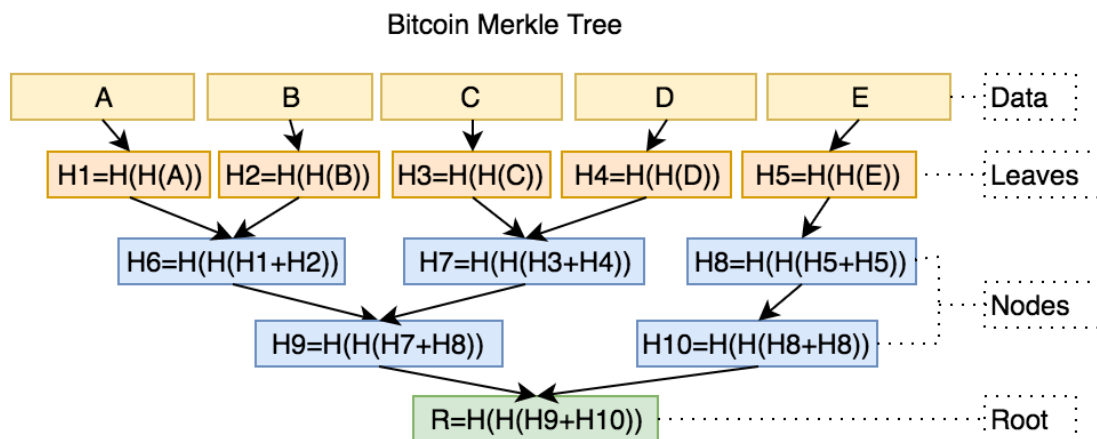 Bitcoin Merkle Tree
A B C D E Data
H1=H(H(A)) H2=H(H(B)) H3=H(H(C)) H4=H(H(D)) H5=H(H(E)) Leaves
H6=H(H(H1+H2)) H7=H(H(H3+H4)) H8=H(H(H5+H5))
Nodes
H9=H(H(H7+H8)) H10=H(H(H8+H8))
R=H(H(H9+H10)) Root